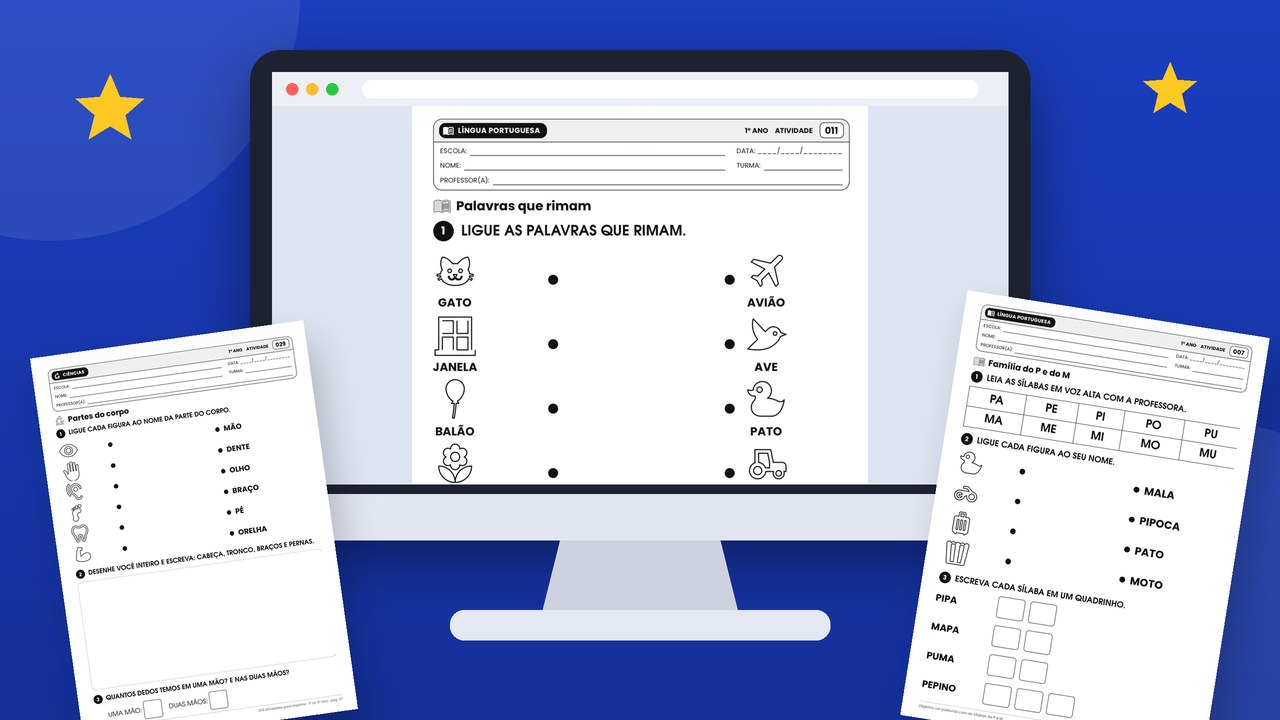 LÍNGUA PORTUGUESA 1º ANO ATIVIDADE 011
ESCOLA: DATA: ____/____/________
NOME: TURMA:
PROFESSOR(A):
Palavras que rimam
1 LIGUE AS PALAVRAS QUE RIMAM.
GATO AVIÃO
JANELA AVE
BALÃO PATO
CIÊNCIAS 1º ANO ATIVIDADE 029
ESCOLA: DATA: ____/____/________
NOME: TURMA:
PROFESSOR(A):
Partes do corpo
1 LIGUE CADA FIGURA AO NOME DA PARTE DO CORPO.
MÃO
DENTE
OLHO
BRAÇO
PÉ
ORELHA
2 DESENHE VOCÊ INTEIRO E ESCREVA: CABEÇA, TRONCO, BRAÇOS E PERNAS.
3 QUANTOS DEDOS TEMOS EM UMA MÃO? E NAS DUAS MÃOS?
UMA MÃO: DUAS MÃOS:
LÍNGUA PORTUGUESA 1º ANO ATIVIDADE 007
ESCOLA: DATA: ____/____/________
NOME: TURMA:
PROFESSOR(A):
Família do P e do M
1 LEIA AS SÍLABAS EM VOZ ALTA COM A PROFESSORA.
PA PE PI PO PU
MA ME MI MO MU
2 LIGUE CADA FIGURA AO SEU NOME.
MALA
PIPOCA
PATO
MOTO
3 ESCREVA CADA SÍLABA EM UM QUADRINHO.
PIPA
MAPA
PUMA
PEPINO